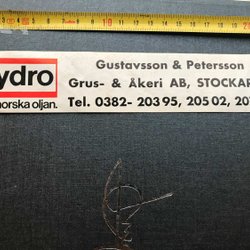 ydro
norska oljan.
Gustavsson & Petersson
Grus- & Åkeri AB, STOCKAR
Tel. 0382- 203 95, 205 02, 20